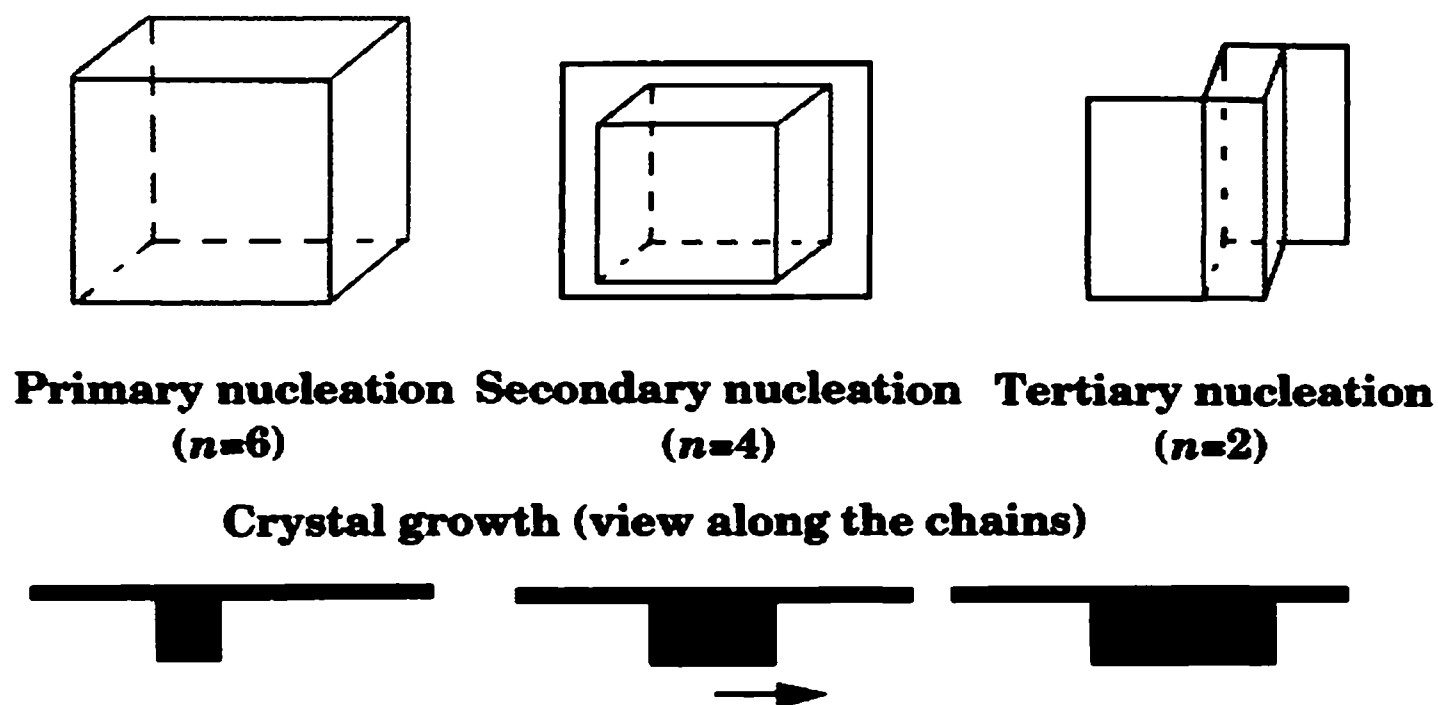 Primary nucleation Secondary nucleation Tertiary nucleation
(n=6) (n=4) (n=2)
Crystal growth (view along the chains)